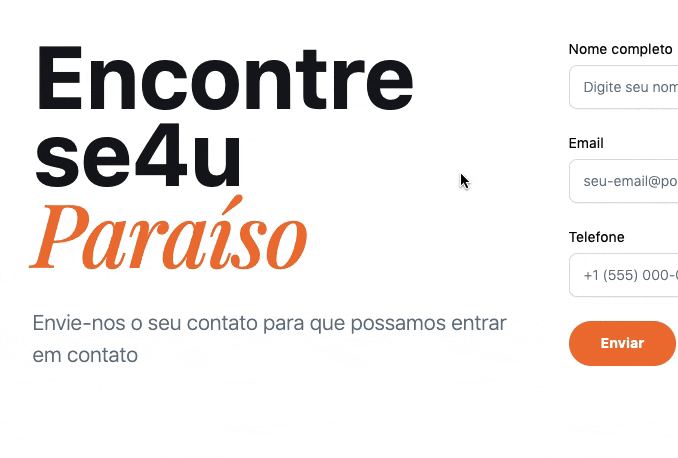 Encontre
se4u
Paraíso
Envie-nos o seu contato para que possamos entrar
em contato
Nome completo
Digite seu nom
Email
seu-email@po
Telefone
+1 (555) 000-
Enviar